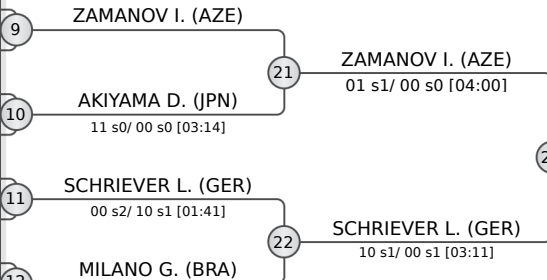 ZAMANOV I. (AZE)
9
21
ZAMANOV I. (AZE)
01 s1/ 00 s0 [04:00]
AKIYAMA D. (JPN)
10
11 s0/ 00 s0 [03:14]
SCHRIEVER L. (GER)
11
00 s2/ 10 s1 [01:41]
22
SCHRIEVER L. (GER)
10 s1/ 00 s1 [03:11]
MILANO G. (BRA)